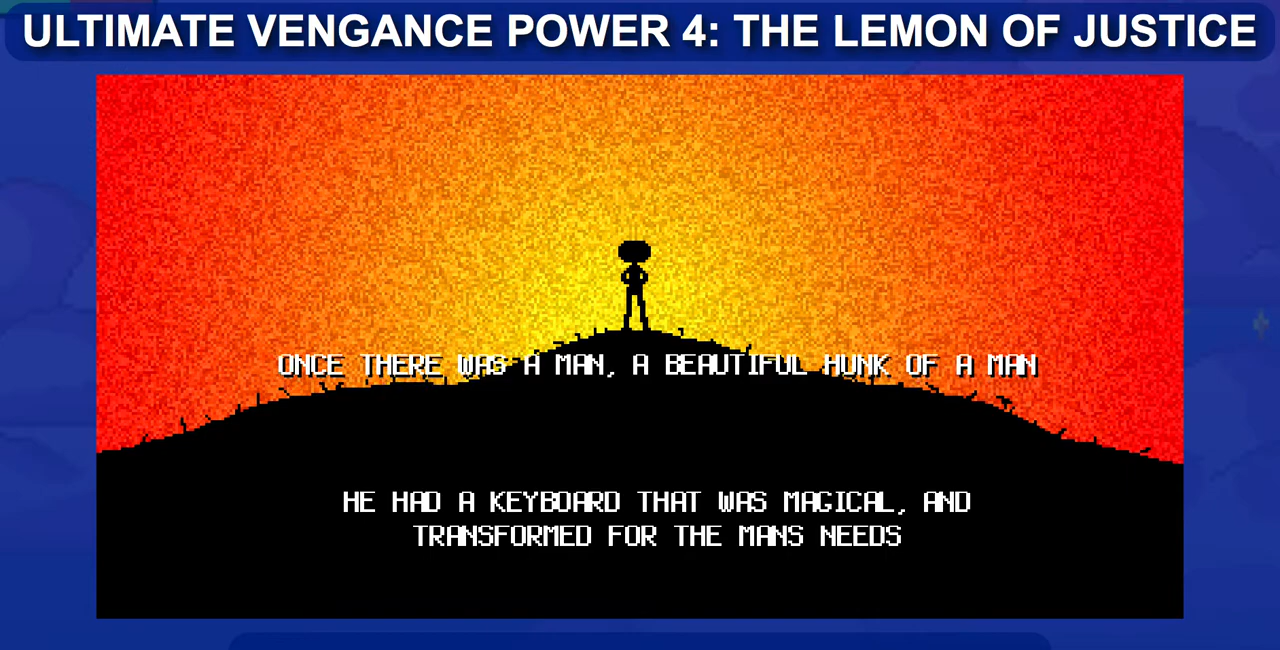 ULTIMATE VENGANCE POWER 4: THE LEMON OF JUSTICE
ONCE THERE WAS A MAN, A BEAUTIFUL HUNK OF A MAN
HE HAD A KEYBOARD THAT WAS MAGICAL, AND
TRANSFORMED FOR THE MANS NEEDS